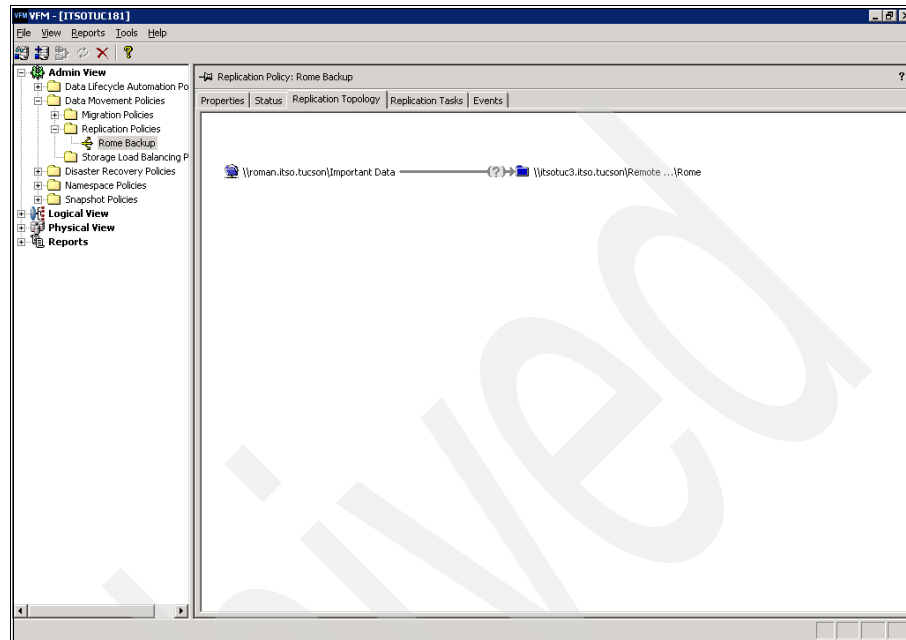 VFM VFM - [ITSOTUC181]
File View Reports Tools Help
Admin View
Data Lifecycle Automation Po
Data Movement Policies
Migration Policies
Replication Policies
Rome Backup
Storage Load Balancing P
Disaster Recovery Policies
Namespace Policies
Snapshot Policies
Logical View
Physical View
Reports
Replication Policy: Rome Backup ?
Properties Status Replication Topology Replication Tasks Events
\\roman.itso.tucson\Important Data (?) \\itsotuc3.itso.tucson\Remote ...\Rome
hived